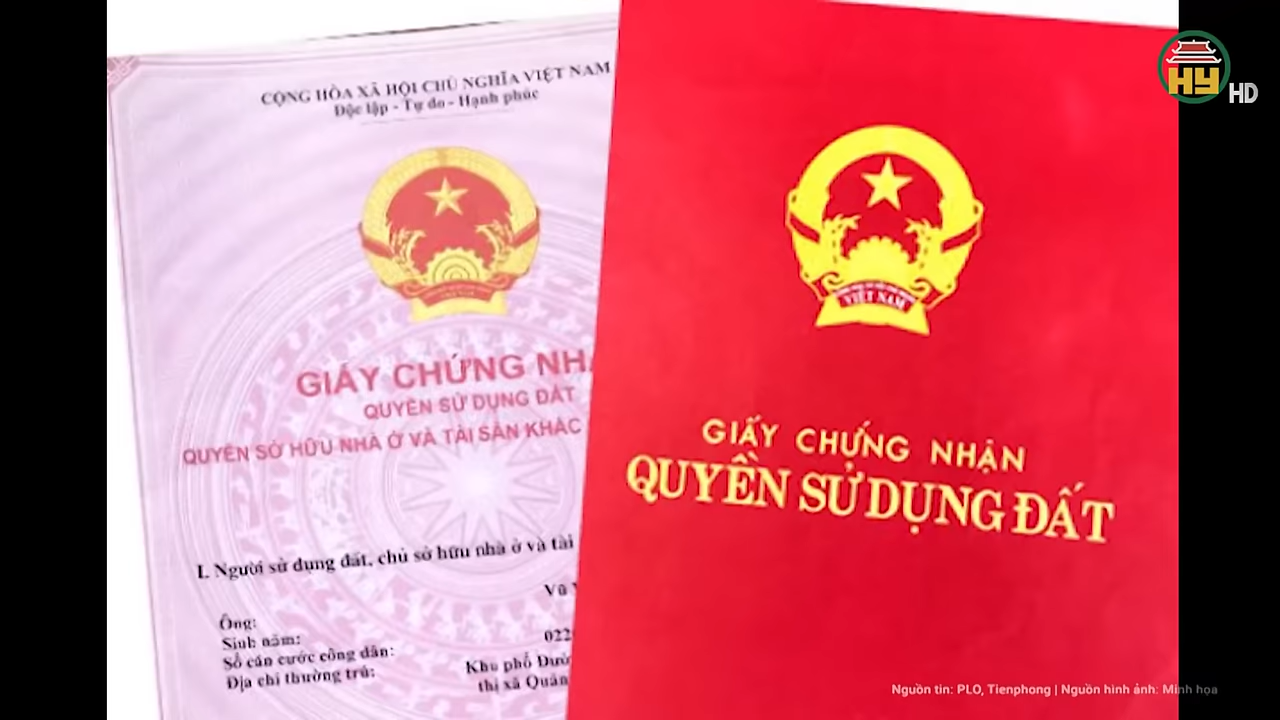 CỘNG HÒA XÃ HỘI CHỦ NGHĨA VIỆT NAM
Độc lập - Tự do - Hạnh phúc
GIẤY CHỨNG
QUYỀN SỬ DỤNG ĐẤT
QUYỀN SỞ HỮU NHÀ Ở VÀ TÀI SẢN KHÁC
I. Người sử dụng đất, chủ sở hữu nhà ở và tài
Vũ
Ông:
Sinh năm:
022
Số căn cước công dân:
Địa chỉ thường trú:
Khu phố
thị xã Quản
VIỆT NAM
GIẤY CHỨNG NHẬN
QUYỀN SỬ DỤNG ĐẤT
HY HD
Nguồn tin: PLO, Tienphong | Nguồn hình ảnh: Minh họa